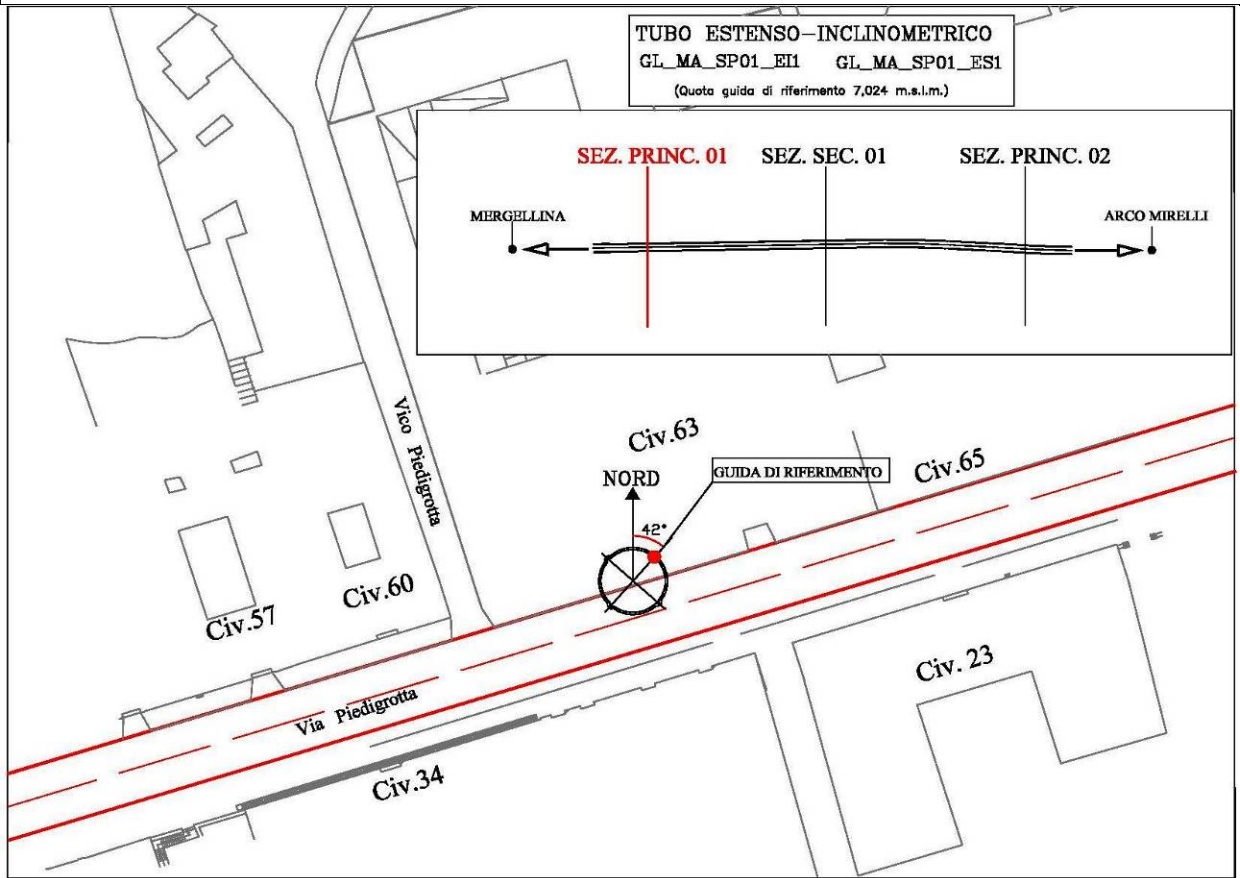 TUBO ESTENSO-INCLINOMETRICO
GL_MA_SP01_EI1 GL_MA_SP01_ES1
(Quota guida di riferimento 7,024 m.s.l.m.)
SEZ. PRINC. 01 SEZ. SEC. 01 SEZ. PRINC. 02
MERGELLINA ARCO MIRELLI
Vico Piedigrotta
Civ.63
Civ.65
GUIDA DI RIFERIMENTO
NORD
42°
Civ.60
Civ.57
Civ. 23
Via Piedigrotta
Civ.34